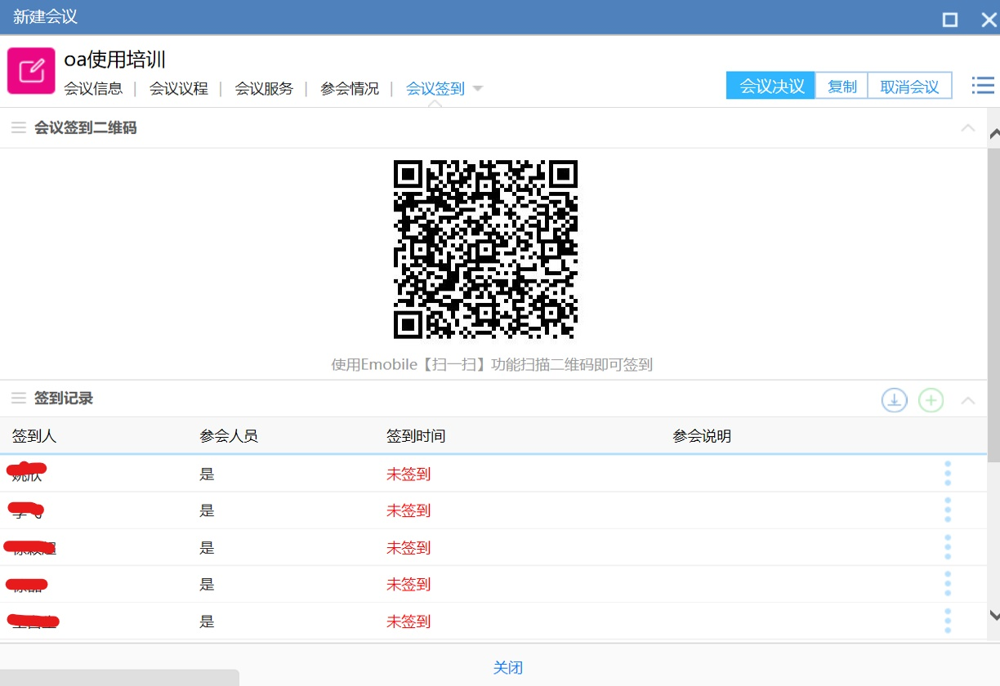 新建会议
oa使用培训
会议信息 | 会议议程 | 会议服务 | 参会情况 | 会议签到
会议决议 复制 取消会议
会议签到二维码
使用Emobile【扫一扫】功能扫描二维码即可签到
签到记录
签到人 参会人员 签到时间 参会说明
是 未签到
是 未签到
是 未签到
是 未签到
是 未签到
关闭